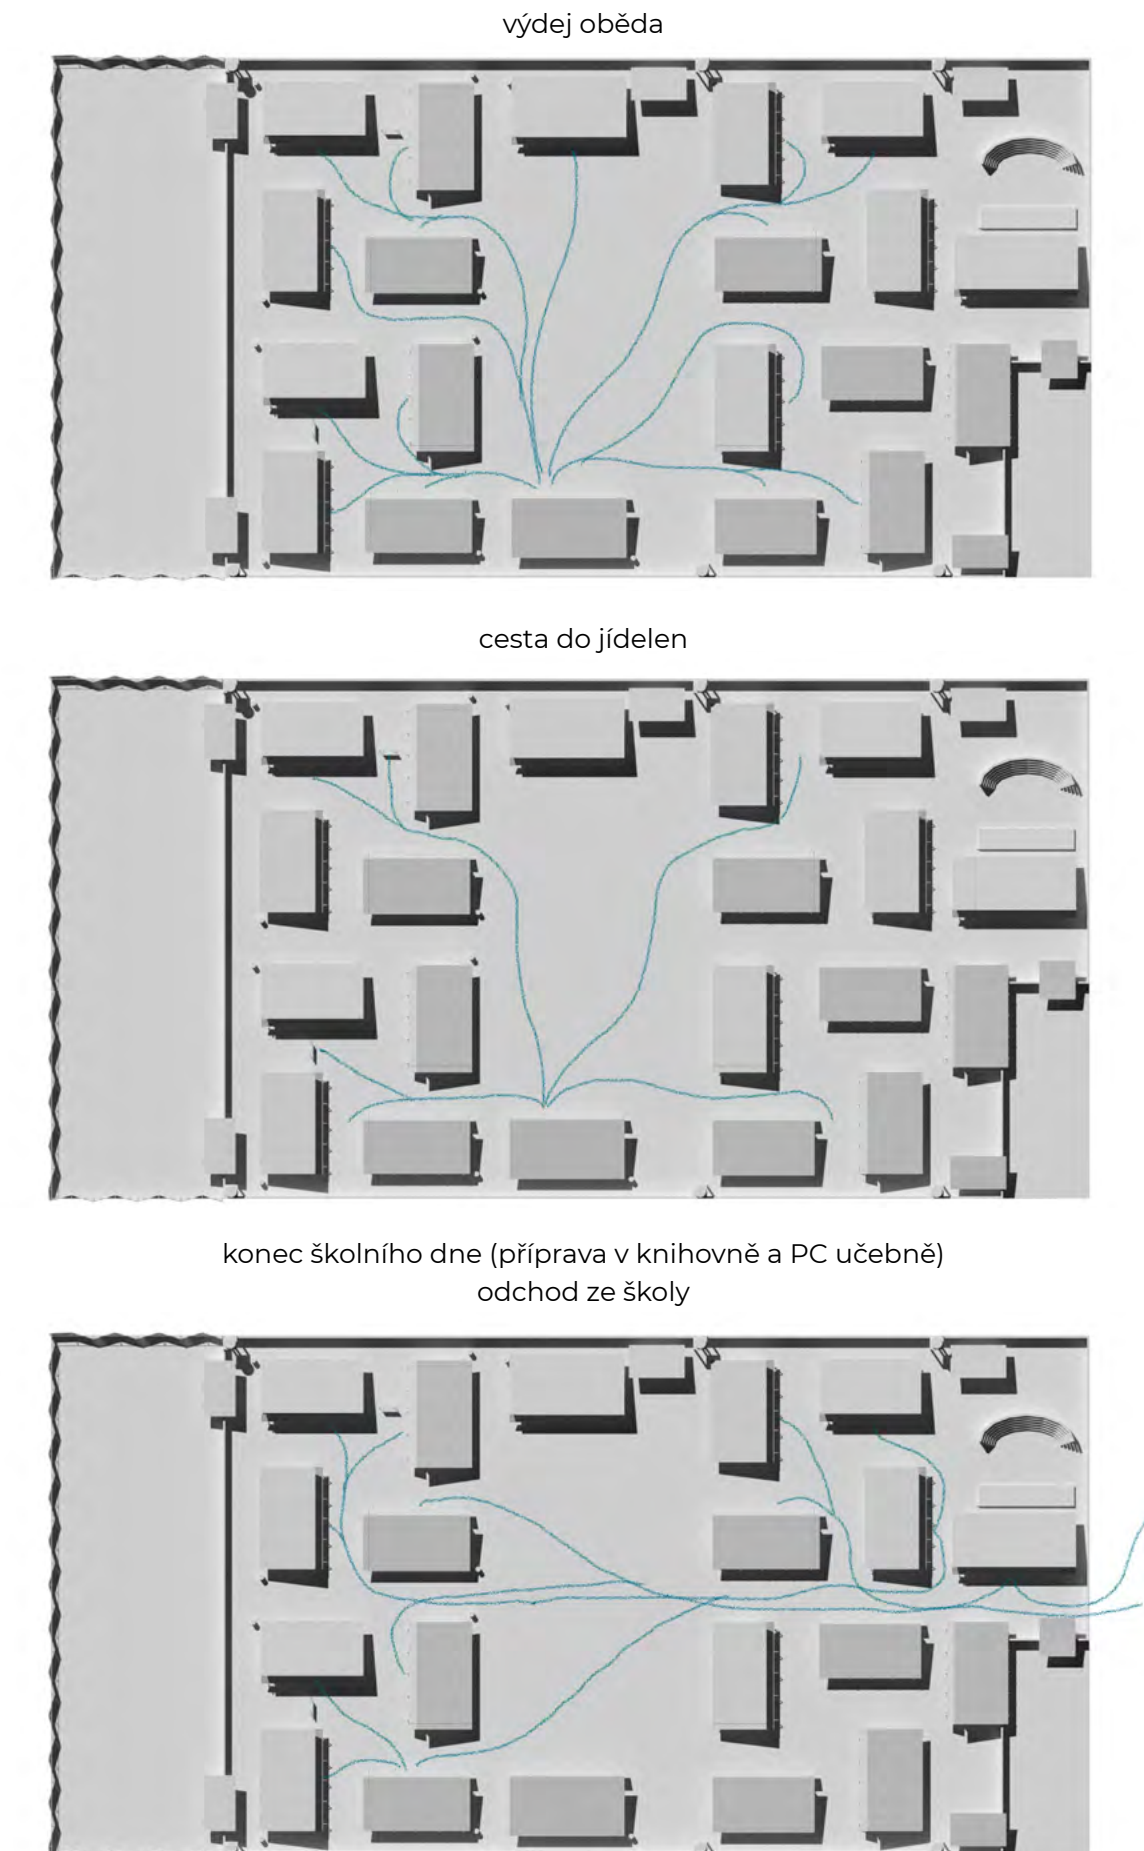 výdej oběda
cesta do jídelen
konec školního dne (příprava v knihovně a PC učebně)
odchod ze školy